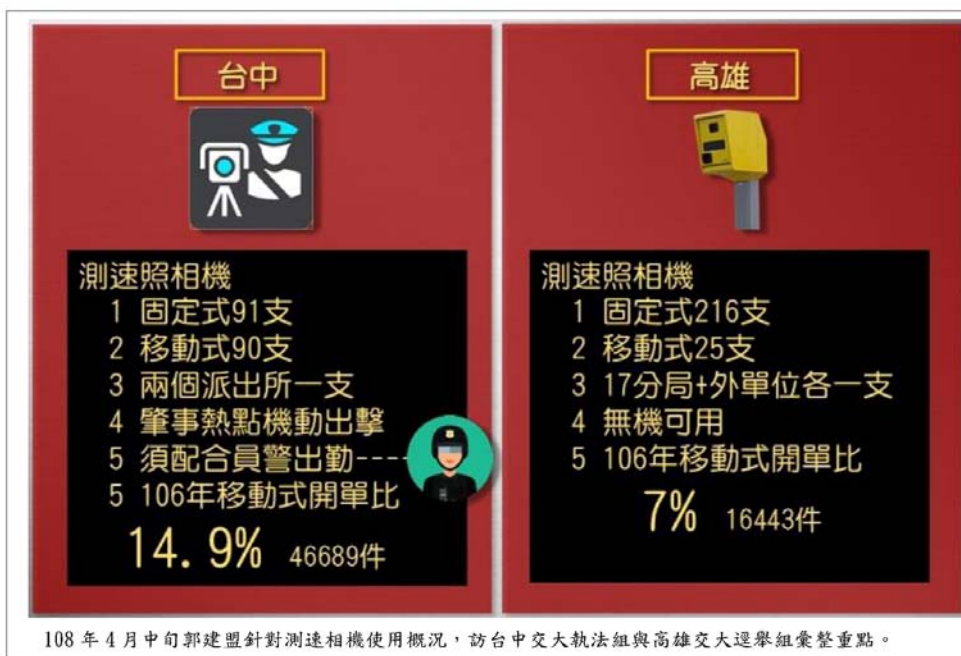 台中
測速照相機
1 固定式91支
2 移動式90支
3 兩個派出所一支
4 肇事熱點機動出擊
5 須配合員警出勤----
5 106年移動式開單比
14.9% 46689件
高雄
測速照相機
1 固定式216支
2 移動式25支
3 17分局+外單位各一支
4 無機可用
5 106年移動式開單比
7% 16443件
108 年 4 月中旬郭建盟針對測速相機使用概況，訪台中交大執法組與高雄交大逕舉組彙整重點。